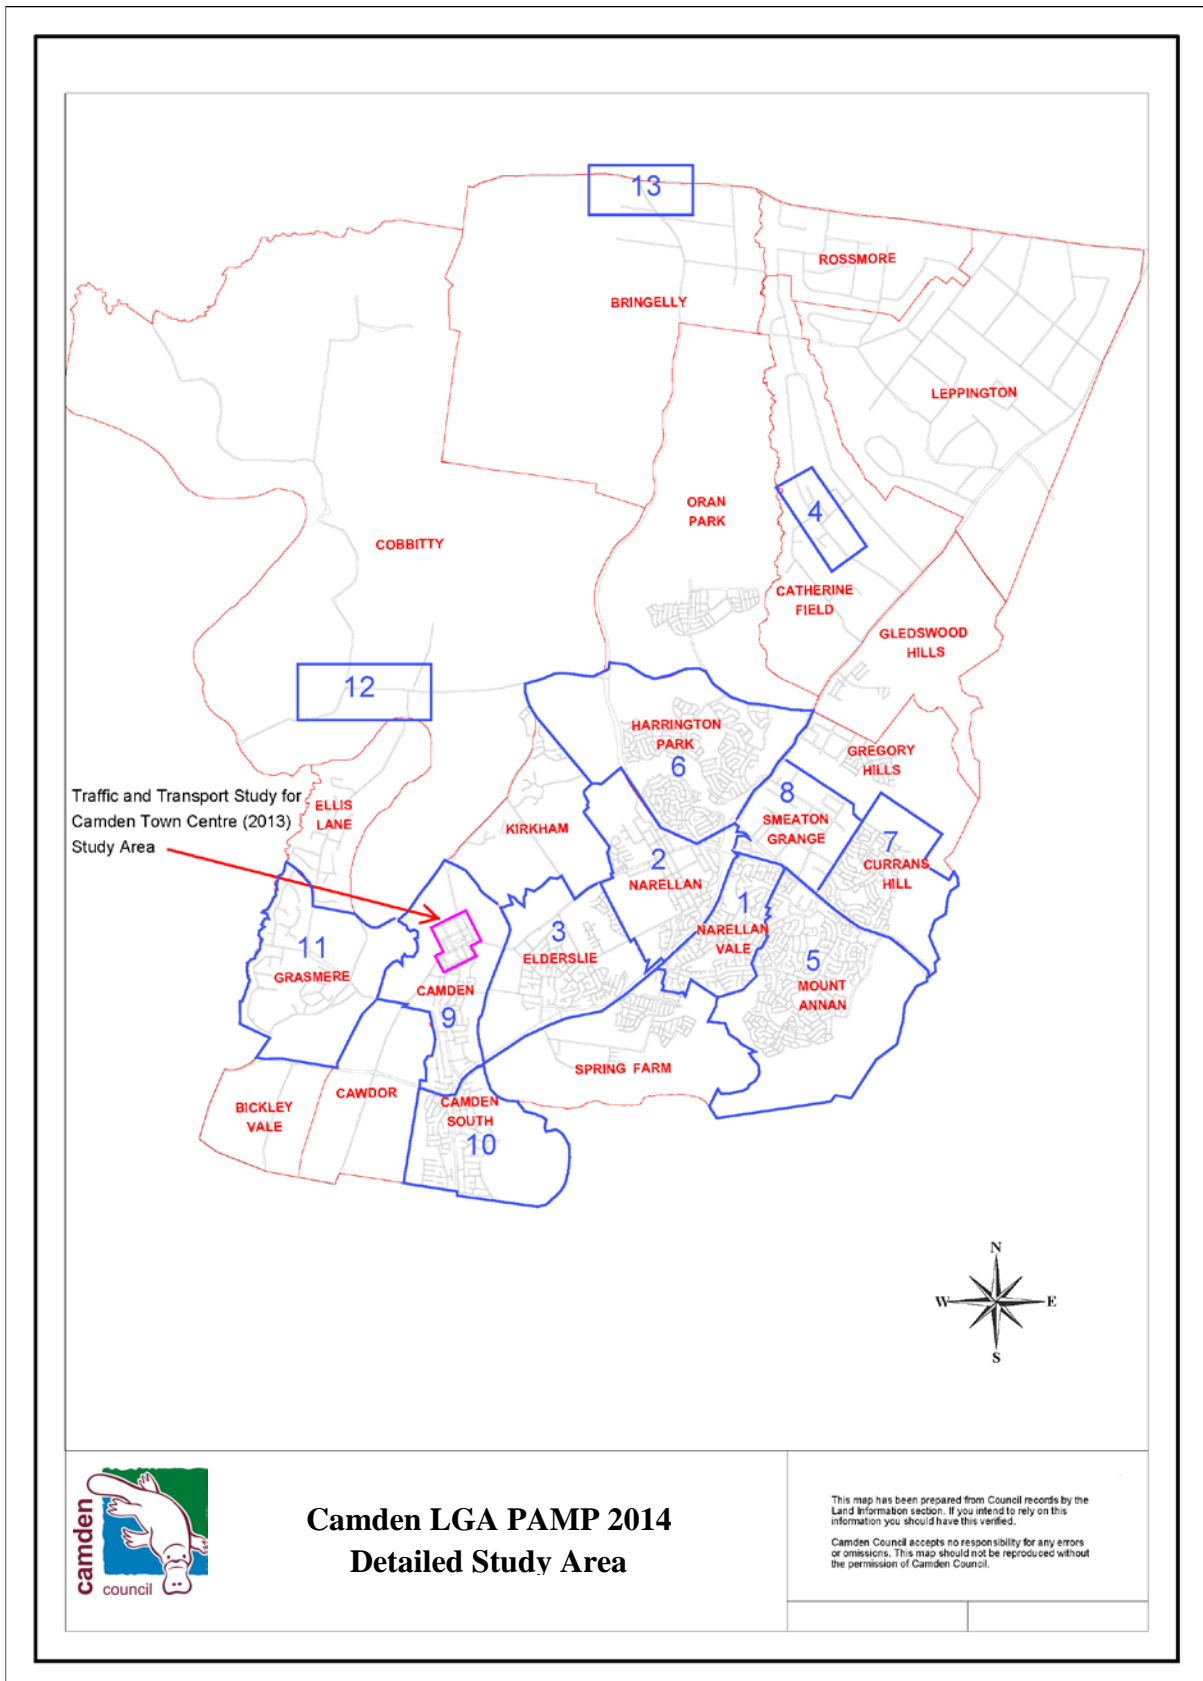 13
ROSSMORE
BRINGELLY
LEPPINGTON
ORAN
PARK
4
COBBITTY
CATHERINE
FIELD
GLEDSWOOD
HILLS
12
HARRINGTON
PARK
6
GREGORY
HILLS
8
SMEATON
GRANGE
Traffic and Transport Study for
Camden Town Centre (2013)
Study Area
ELLIS
LANE
KIRKHAM
7
CURRANS
HILL
2
NARELLAN
1
NARELLAN
VALE
3
ELDERSLIE
11
GRASMERE
5
MOUNT
ANNAN
CAMDEN
9
SPRING FARM
CAWDOR
BICKLEY
VALE
CAMDEN
SOUTH
10
N
W
E
S
camden
council
Camden LGA PAMP 2014
Detailed Study Area
This map has been prepared from Council records by the
Land Information section. If you intend to rely on this
information you should have this verified.
Camden Council accepts no responsibility for any errors
or omissions. This map should not be reproduced without
the permission of Camden Council.